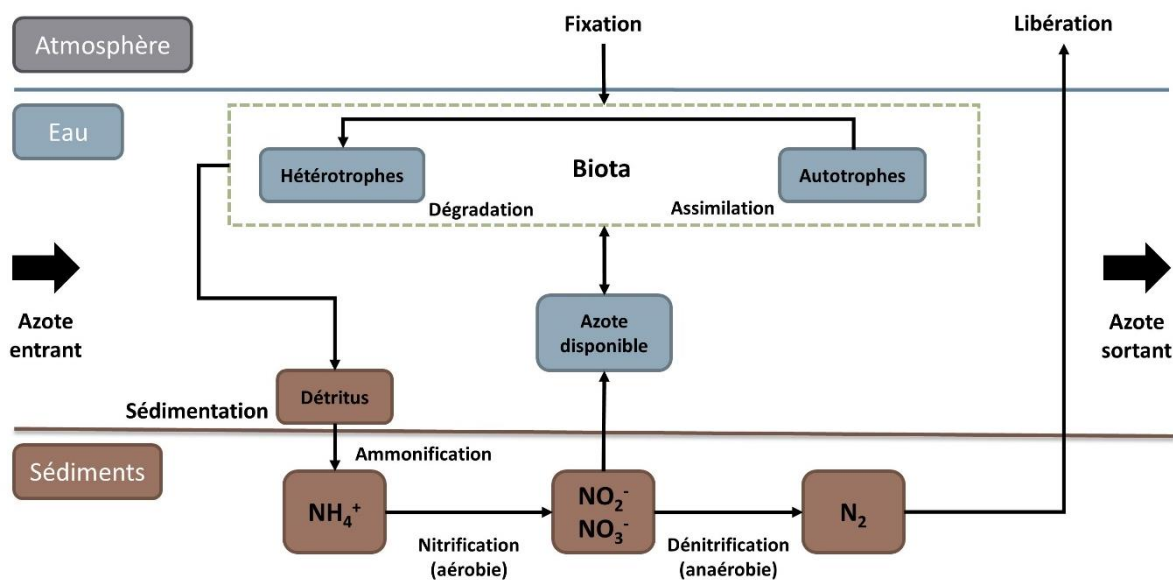 Atmosphère
Fixation
Libération
Eau
Hétérotrophes
Biota
Autotrophes
Dégradation
Assimilation
Azote
entrant
Azote
disponible
Azote
sortant
Sédimentation
Détritus
Sédiments
Ammonification
NH₄⁺
NO₂⁻
NO₃⁻
N₂
Nitrification
(aérobie)
Dénitrification
(anaérobie)